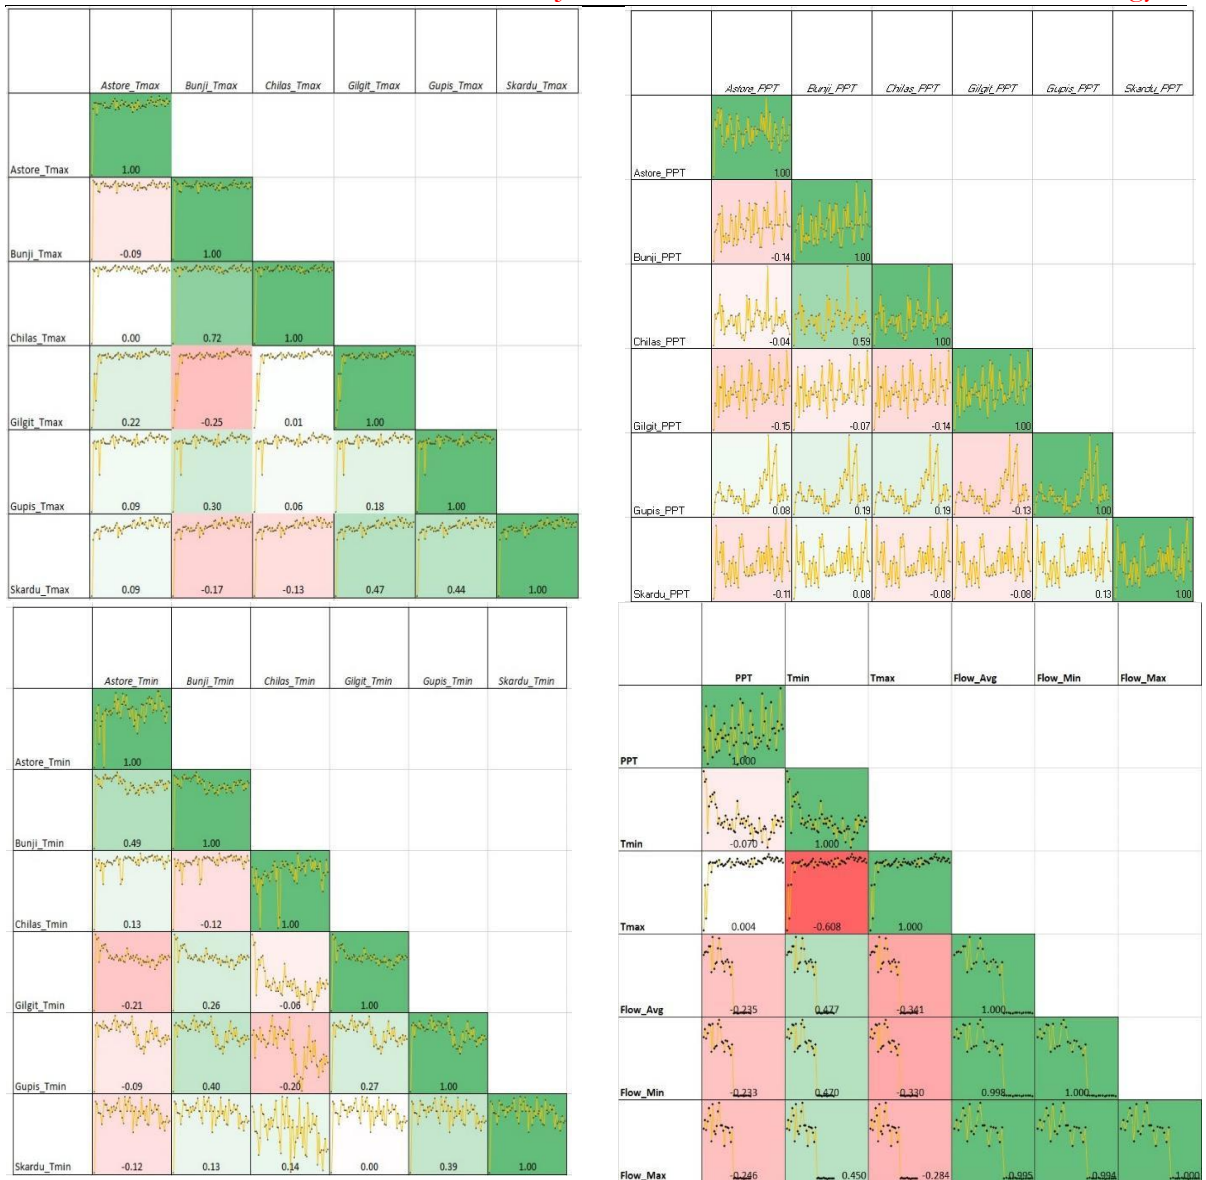 Astore_Tmax Bunji_Tmax Chilas_Tmax Gilgit_Tmax Gupis_Tmax Skardu_Tmax
Astore_Tmax 1.00
Bunji_Tmax -0.09 1.00
Chilas_Tmax 0.00 0.72 1.00
Gilgit_Tmax 0.22 -0.25 0.01 1.00
Gupis_Tmax 0.09 0.30 0.06 0.18 1.00
Skardu_Tmax 0.09 -0.17 -0.13 0.47 0.44 1.00
Astore_PPT Bunji_PPT Chilas_PPT Gilgit_PPT Gupis_PPT Skardu_PPT
Astore_PPT 1.00
Bunji_PPT -0.14 1.00
Chilas_PPT -0.04 0.59 1.00
Gilgit_PPT -0.15 -0.07 -0.14 1.00
Gupis_PPT 0.08 0.19 0.19 -0.13 1.00
Skardu_PPT -0.11 0.08 -0.08 -0.08 0.13 1.00
Astore_Tmin Bunji_Tmin Chilas_Tmin Gilgit_Tmin Gupis_Tmin Skardu_Tmin
Astore_Tmin 1.00
Bunji_Tmin 0.49 1.00
Chilas_Tmin 0.13 -0.12 1.00
Gilgit_Tmin -0.21 0.26 -0.06 1.00
Gupis_Tmin -0.09 0.40 -0.20 0.27 1.00
Skardu_Tmin -0.12 0.13 0.14 0.00 0.39 1.00
PPT Tmin Tmax Flow_Avg Flow_Min Flow_Max
PPT 1.000
Tmin -0.070 1.000
Tmax 0.004 -0.608 1.000
Flow_Avg -0.235 0.477 -0.341 1.000
Flow_Min -0.233 0.470 -0.330 0.998 1.000
Flow_Max -0.246 0.450 -0.284 0.995 0.994 1.000